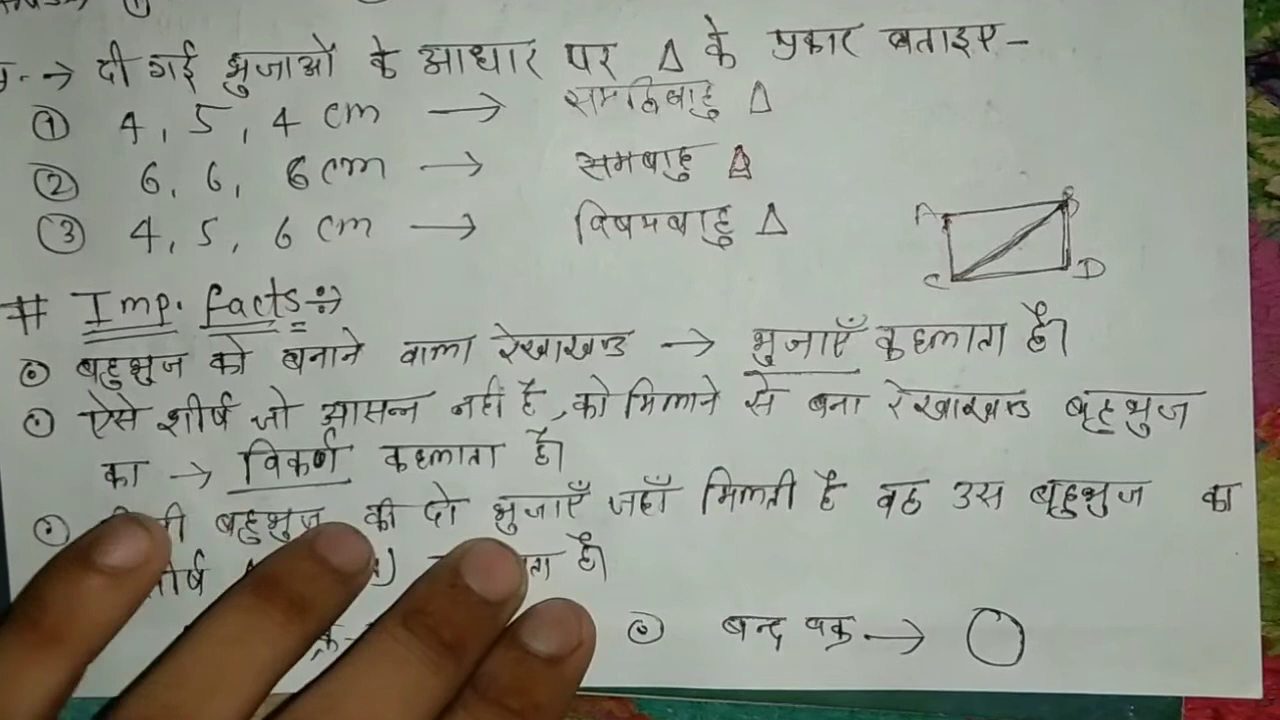 दी गई भुजाओं के आधार पर Δ के प्रकार बताइए-
① 4, 5, 4 cm → समद्विबाहु Δ
② 6, 6, 6 cm → समबाहु Δ
③ 4, 5, 6 cm → विषमबाहु Δ
A B
C D
# Imp. facts ÷→
बहुभुज को बनाने वाला रेखाखण्ड → भुजाएँ कहलाता है।
ऐसे शीर्ष जो आसन्न नहीं है, को मिलाने से बना रेखाखण्ड बहुभुज
का → विकर्ण कहलाता है।
बहुभुज की दो भुजाएँ जहाँ मिलती है वह उस बहुभुज का
है।
बन्द वक्र →